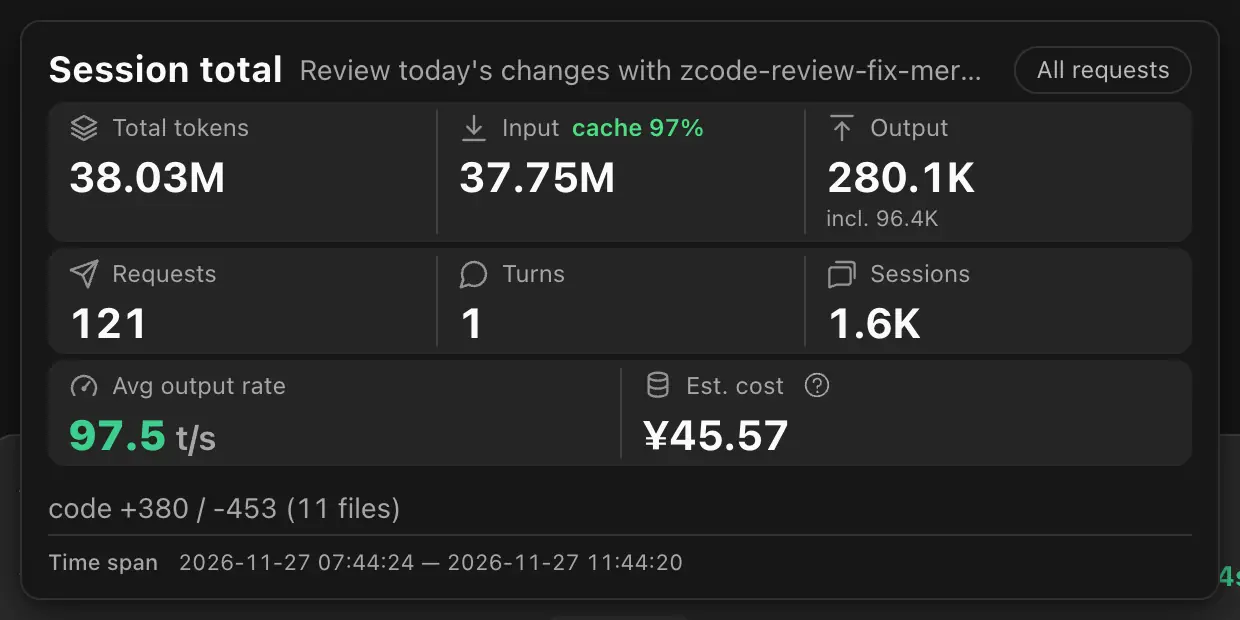 Session total Review today's changes with zcode-review-fix-mer... All requests
Total tokens
38.03M
Input cache 97%
37.75M
Output
280.1K
incl. 96.4K
Requests
121
Turns
1
Sessions
1.6K
Avg output rate
97.5 t/s
Est. cost
¥45.57
code +380 / -453 (11 files)
Time span 2026-11-27 07:44:24 — 2026-11-27 11:44:20